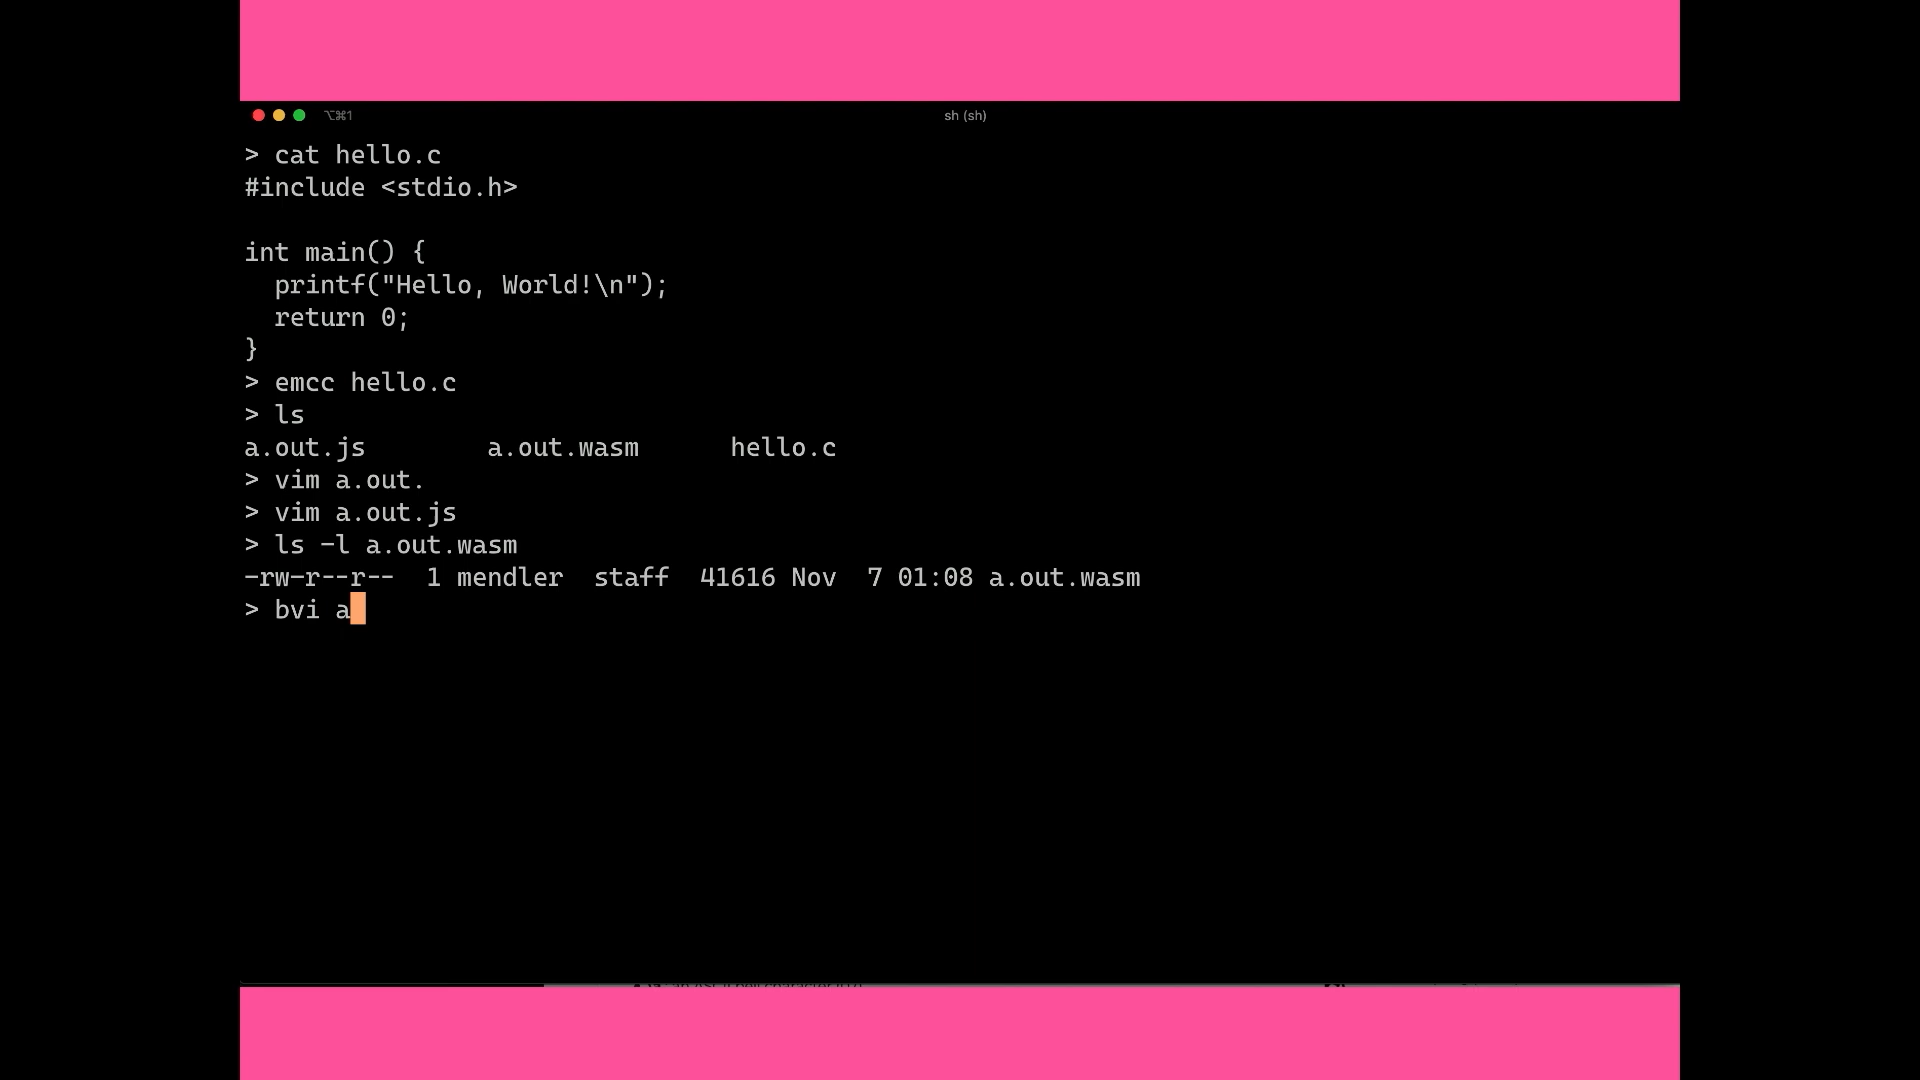 ⌥⌘1
sh (sh)
> cat hello.c
#include <stdio.h>
int main() {
  printf("Hello, World!\n");
  return 0;
}
> emcc hello.c
> ls
a.out.js        a.out.wasm      hello.c
> vim a.out.
> vim a.out.js
> ls -l a.out.wasm
-rw-r--r--  1 mendler  staff  41616 Nov  7 01:08 a.out.wasm
> bvi a